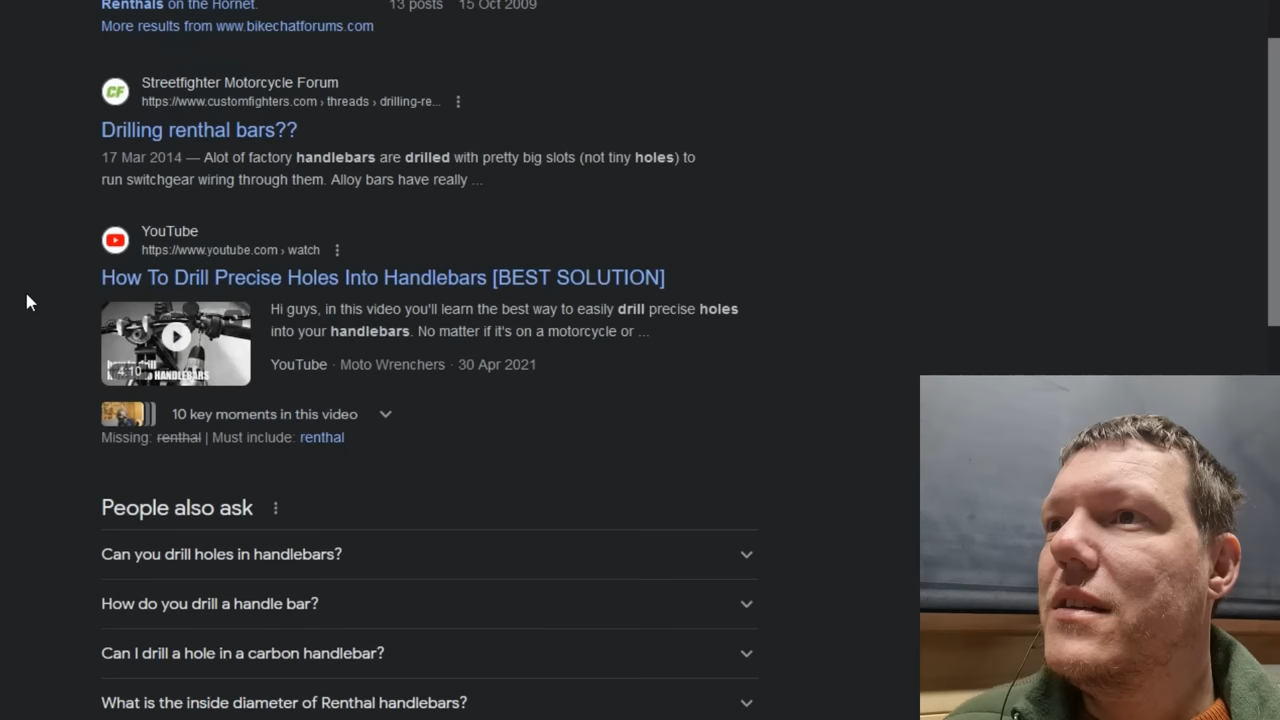 Renthals on the Hornet.
13 posts 15 Oct 2009
More results from www.bikechatforums.com
CF
Streetfighter Motorcycle Forum
https://www.customfighters.com › threads › drilling-re...
Drilling renthal bars??
17 Mar 2014 — Alot of factory handlebars are drilled with pretty big slots (not tiny holes) to
run switchgear wiring through them. Alloy bars have really ...
YouTube
https://www.youtube.com › watch
How To Drill Precise Holes Into Handlebars [BEST SOLUTION]
4:10
HANDLEBARS
Hi guys, in this video you'll learn the best way to easily drill precise holes
into your handlebars. No matter if it's on a motorcycle or ...
YouTube · Moto Wrenchers · 30 Apr 2021
10 key moments in this video
Missing: renthal | Must include: renthal
People also ask
Can you drill holes in handlebars?
How do you drill a handle bar?
Can I drill a hole in a carbon handlebar?
What is the inside diameter of Renthal handlebars?